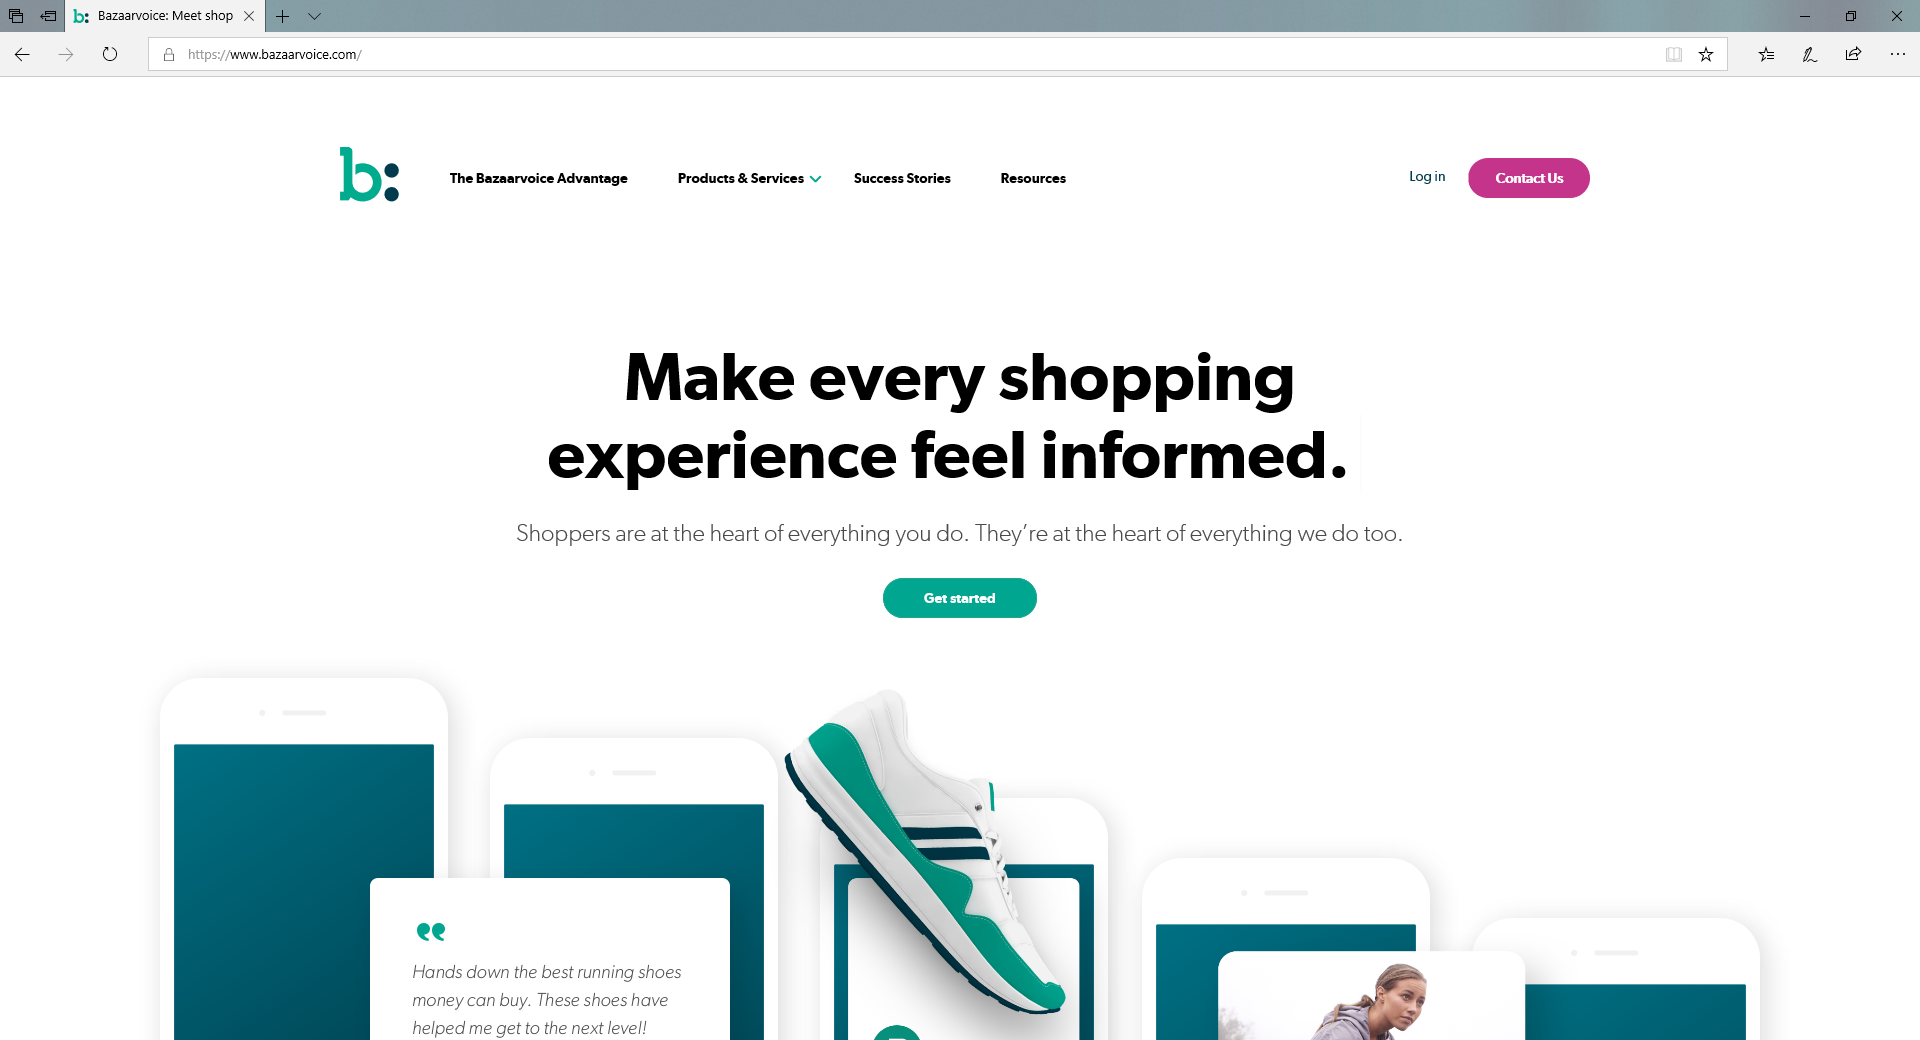 b: Bazaarvoice: Meet shop
https://www.bazaarvoice.com/
b: The Bazaarvoice Advantage Products & Services Success Stories Resources Log in Contact Us
Make every shopping
experience feel informed.
Shoppers are at the heart of everything you do. They’re at the heart of everything we do too.
Get started
Hands down the best running shoes
money can buy. These shoes have
helped me get to the next level!